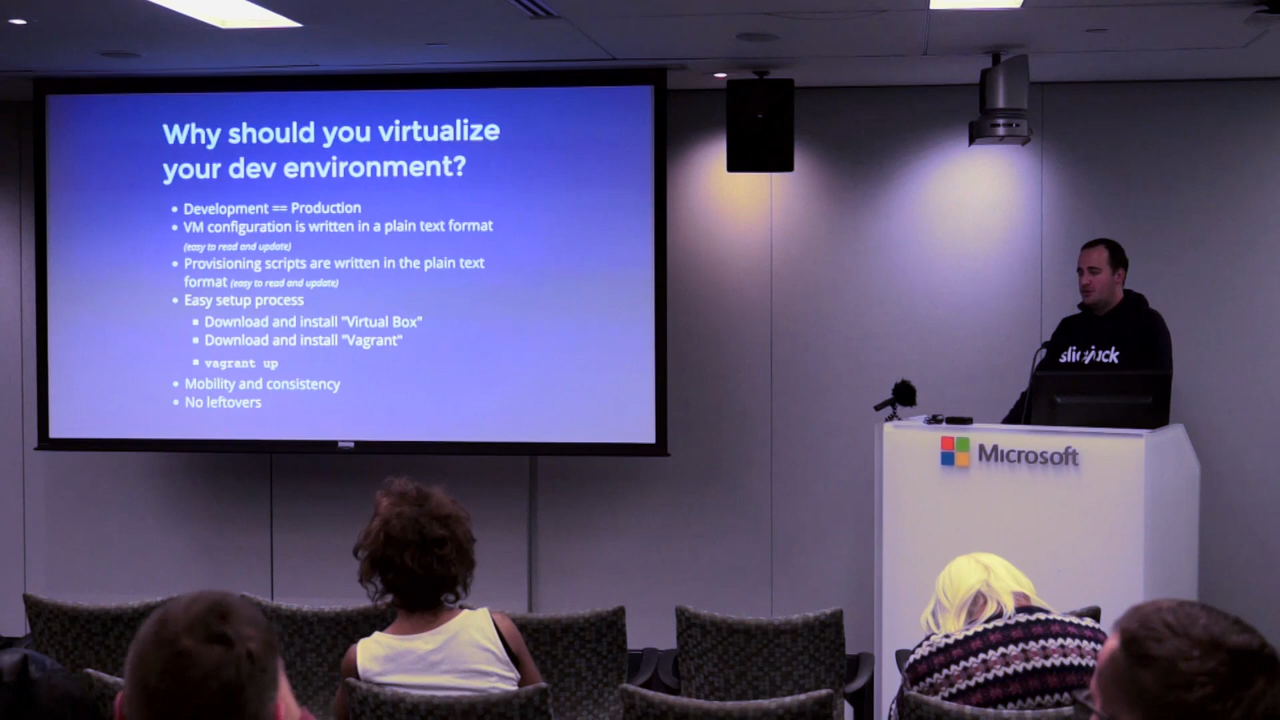 Why should you virtualize
your dev environment?
Development == Production
VM configuration is written in a plain text format
(easy to read and update)
Provisioning scripts are written in the plain text
format (easy to read and update)
Easy setup process
Download and install "Virtual Box"
Download and install "Vagrant"
vagrant up
Mobility and consistency
No leftovers
Microsoft